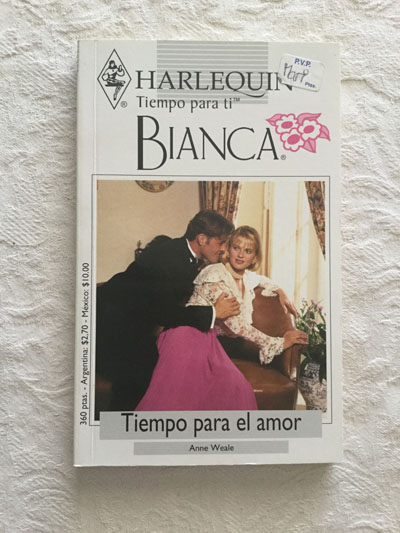 HARLEQUIN
P.V.P.
Ptas.
Tiempo para ti™
BIANCA®
360 ptas. - Argentina: $2.70 - Mexico: $10.00
Tiempo para el amor
Anne Weale